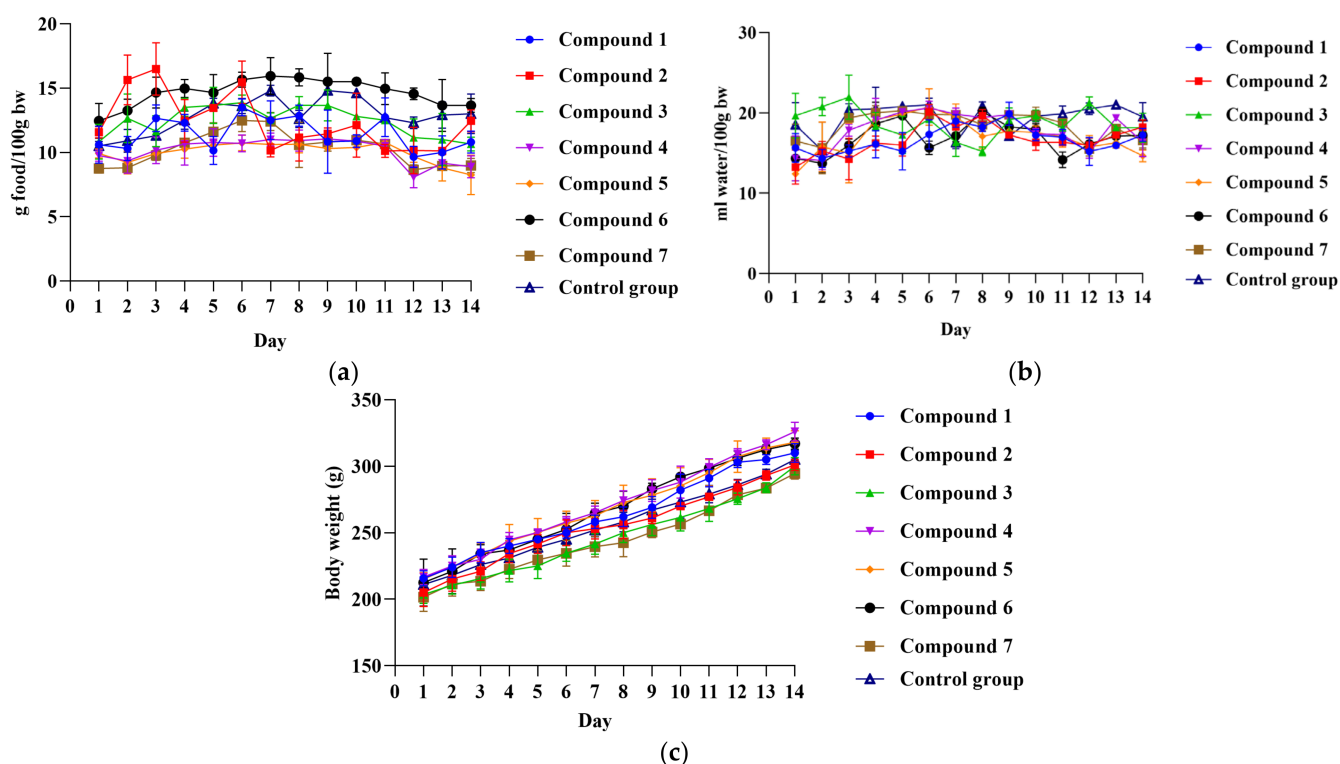 g food/100g bw
20
15
10
5
0
0 1 2 3 4 5 6 7 8 9 10 11 12 13 14
Day
Compound 1
Compound 2
Compound 3
Compound 4
Compound 5
Compound 6
Compound 7
Control group
(a)
ml water/100g bw
30
20
10
0
0 1 2 3 4 5 6 7 8 9 10 11 12 13 14
Day
Compound 1
Compound 2
Compound 3
Compound 4
Compound 5
Compound 6
Compound 7
Control group
(b)
Body weight (g)
350
300
250
200
150
0 1 2 3 4 5 6 7 8 9 10 11 12 13 14
Day
Compound 1
Compound 2
Compound 3
Compound 4
Compound 5
Compound 6
Compound 7
Control group
(c)